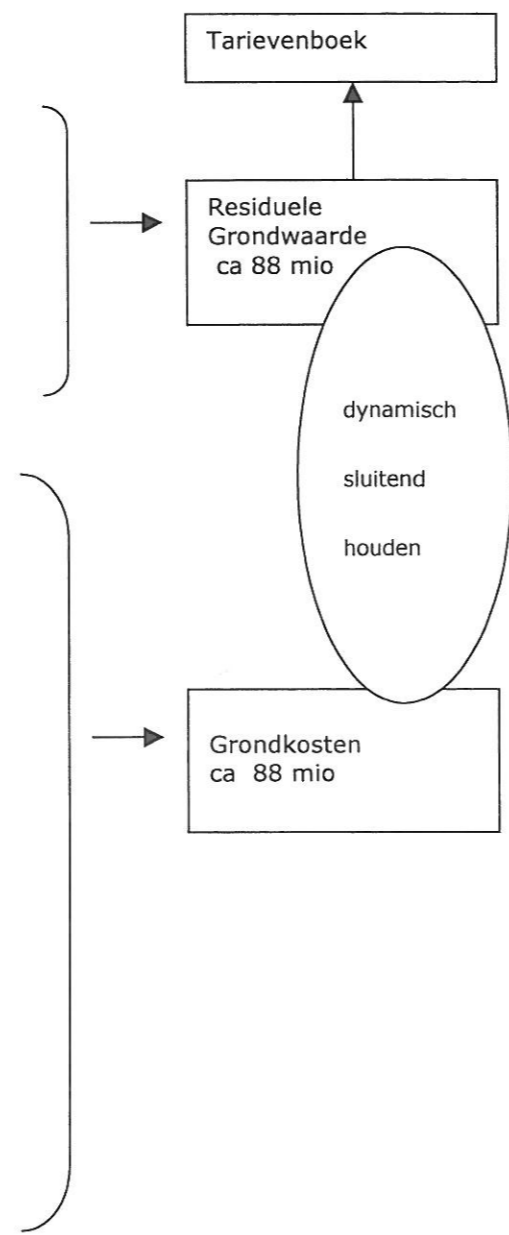 Tarievenboek
Residuele
Grondwaarde
ca 88 mio
dynamisch
sluitend
houden
Grondkosten
ca 88 mio